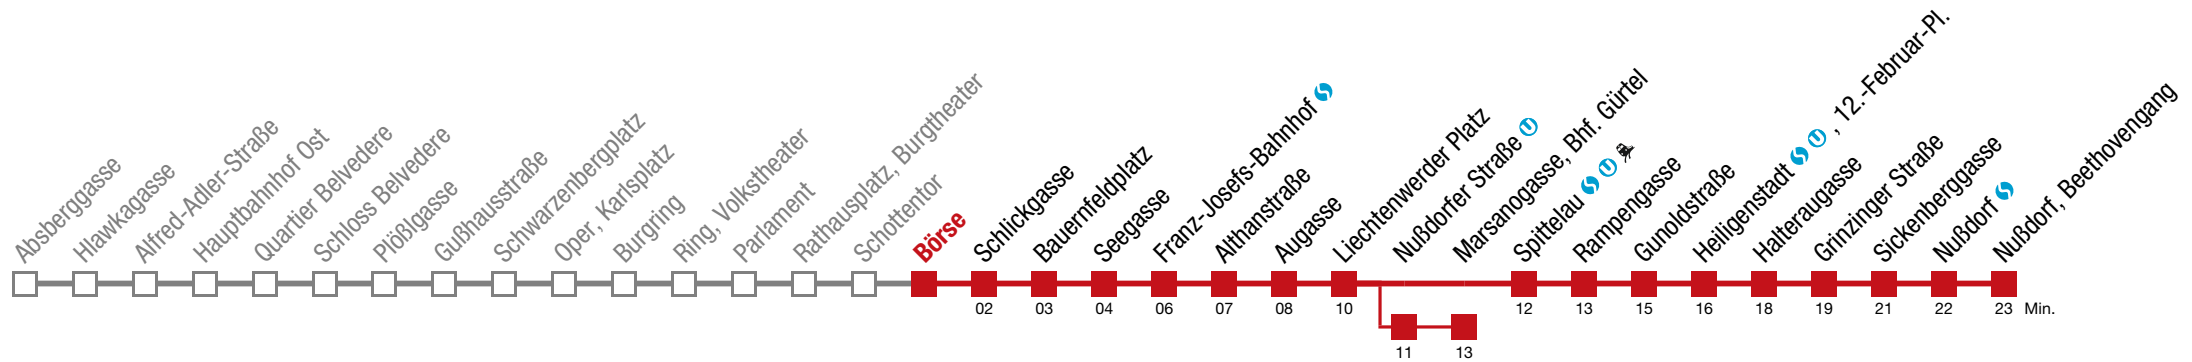 Absberggasse
Hlawkagasse
Alfred-Adler-Straße
Hauptbahnhof Ost
Quartier Belvedere
Schloss Belvedere
Plößlgasse
Gußhausstraße
Schwarzenbergplatz
Oper, Karlsplatz
Burgring
Ring, Volkstheater
Parlament
Rathausplatz, Burgtheater
Schottentor
Börse
Schlickgasse
Bauernfeldplatz
Seegasse
Franz-Josefs-Bahnhof S
Althanstraße
Augasse
Liechtenwerder Platz
Nußdorfer Straße U
Marsanogasse, Bhf. Gürtel
Spittelau S U
Rampengasse
Gunoldstraße
Heiligenstadt S U , 12.-Februar-Pl.
Halteraugasse
Grinzinger Straße
Sickenberggasse
Nußdorf S
Nußdorf, Beethovengang
02 03 04 06 07 08 10 12 13 15 16 18 19 21 22 23 Min.
11 13